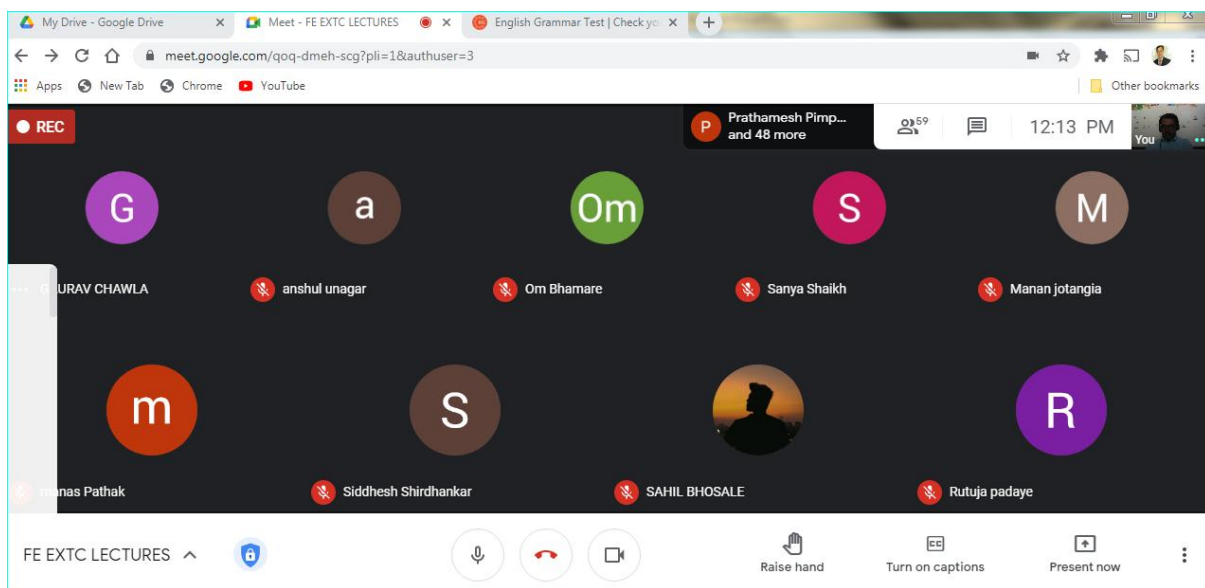 My Drive - Google Drive
Meet - FE EXTC LECTURES
English Grammar Test | Check yo
meet.google.com/qoq-dmeh-scg?pli=1&authuser=3
Apps New Tab Chrome YouTube Other bookmarks
REC
P
Prathamesh Pimp...
and 48 more
59
12:13 PM
You
G a Om S M
URAV CHAWLA anshul unagar Om Bhamare Sanya Shaikh Manan jotangia
m S R
manas Pathak Siddhesh Shirdhankar SAHIL BHOSALE Rutuja padaye
FE EXTC LECTURES
CC
Raise hand Turn on captions Present now